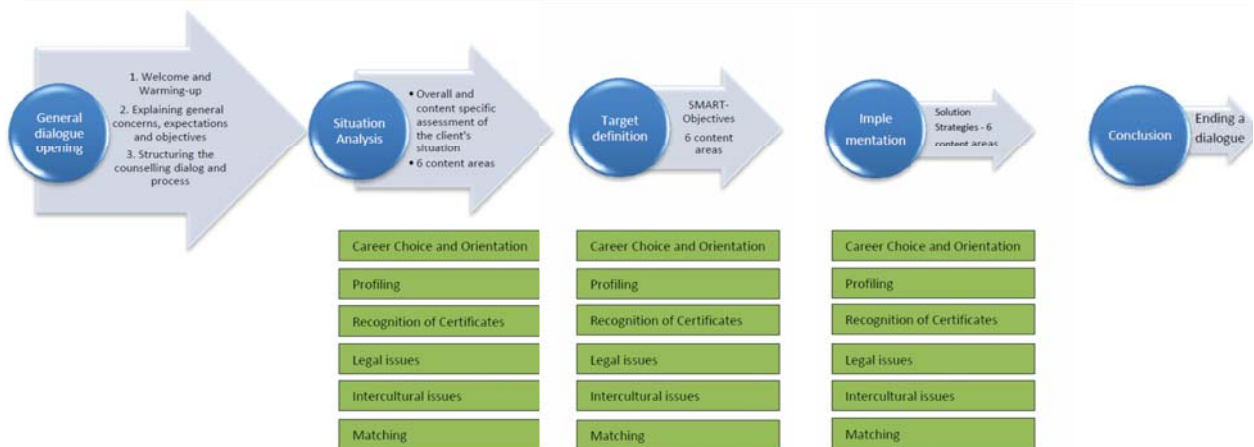 General
dialogue
opening
1. Welcome and
Warming-up
2. Explaining general
concerns, expectations
and objectives
3. Structuring the
counselling dialog and
process
Situation
Analysis
• Overall and
content specific
assessment of
the client's
situation
• 6 content areas
Target
definition
SMART-
Objectives
6 content
areas
Imple
mentation
Solution
Strategies - 6
content areas
Conclusion
Ending a
dialogue
Career Choice and Orientation
Profiling
Recognition of Certificates
Legal issues
Intercultural issues
Matching
Career Choice and Orientation
Profiling
Recognition of Certificates
Legal issues
Intercultural issues
Matching
Career Choice and Orientation
Profiling
Recognition of Certificates
Legal issues
Intercultural issues
Matching